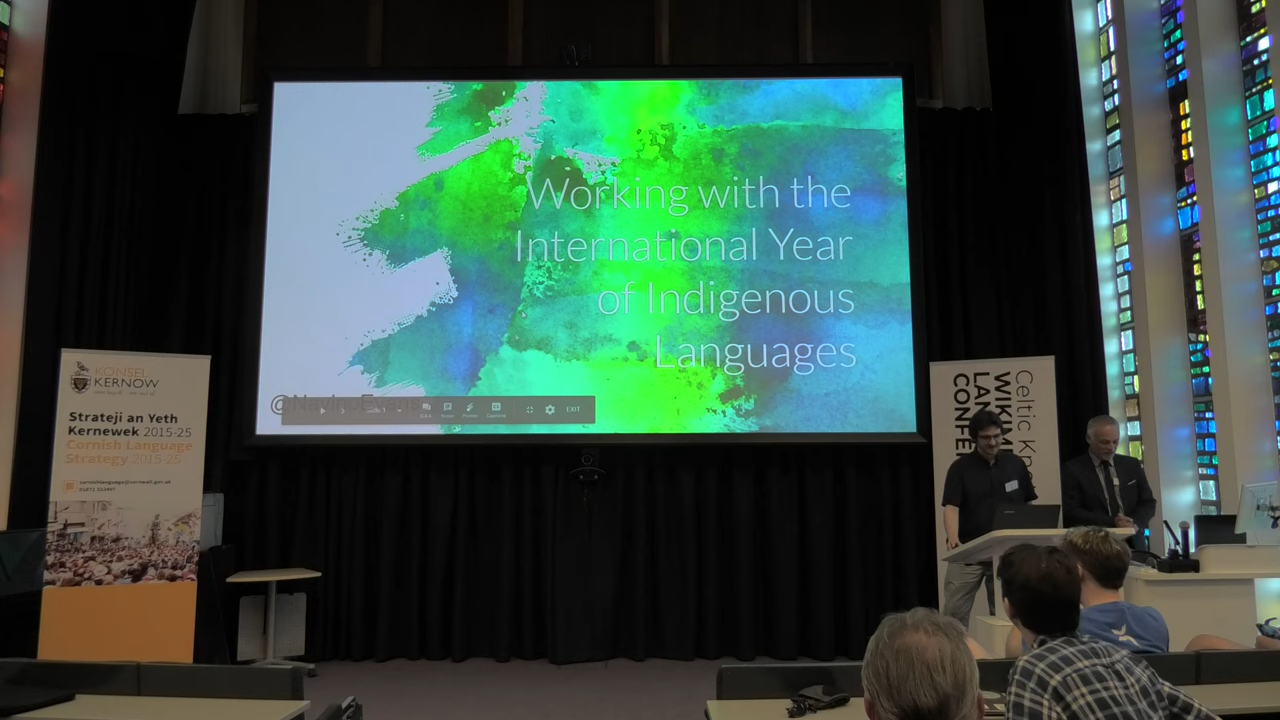 Working with the
International Year
of Indigenous
Languages
EXIT
KONSEL
KERNOW
Strateji an Yeth
Kernewek 2015-25
Cornish Language
Strategy 2015-25
Celtic Kno
WIKIM
LAN
CONFE